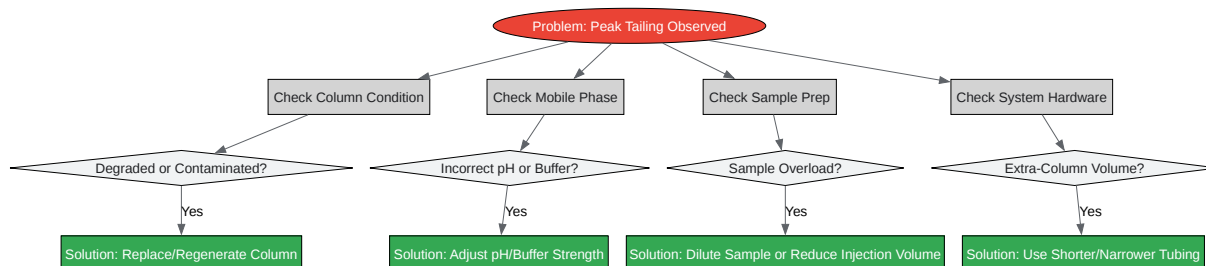 Problem: Peak Tailing Observed
Check Column Condition
Check Mobile Phase
Check Sample Prep
Check System Hardware
Degraded or Contaminated?
Incorrect pH or Buffer?
Sample Overload?
Extra-Column Volume?
Yes
Yes
Yes
Yes
Solution: Replace/Regenerate Column
Solution: Adjust pH/Buffer Strength
Solution: Dilute Sample or Reduce Injection Volume
Solution: Use Shorter/Narrower Tubing